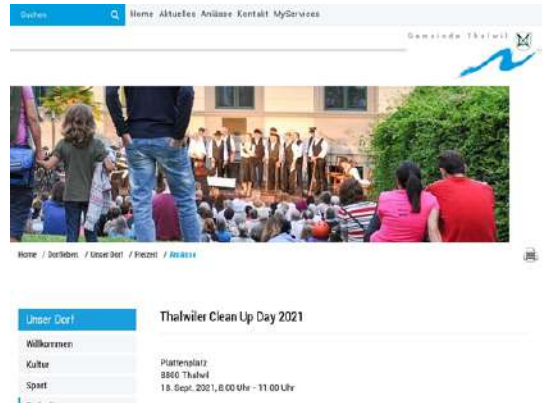 Suchen
Home Aktuelles Anlässe Kontakt MyServices
Gemeinde Thalwil
Home / Dorfleben / Unser Dorf / Freizeit / Anlässe
Unser Dorf
Thalwiler Clean Up Day 2021
Willkommen
Kultur
Plattenplatz
8800 Thalwil
Sport
18. Sept. 2021, 8.00 Uhr - 11.00 Uhr